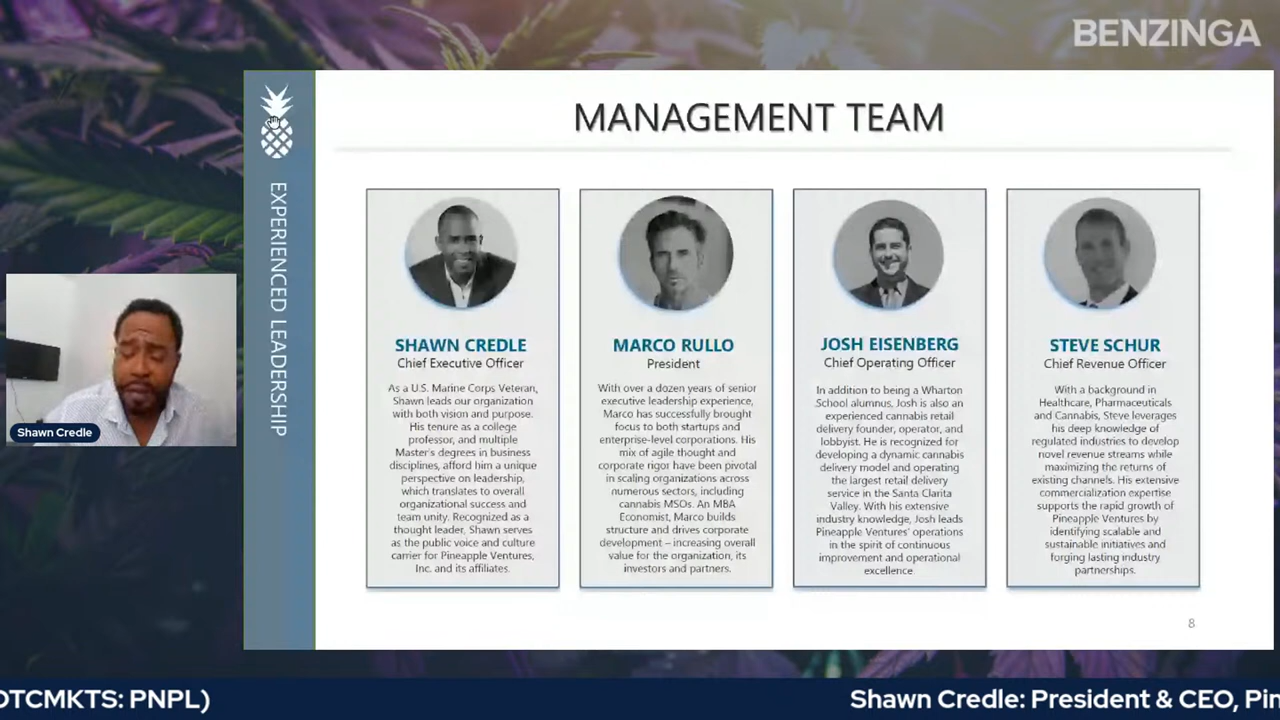 BENZINGA
MANAGEMENT TEAM
EXPERIENCED LEADERSHIP
SHAWN CREDLE
Chief Executive Officer
As a U.S. Marine Corps Veteran,
Shawn leads our organization
with both vision and purpose.
His tenure as a college
professor, and multiple
Master's degrees in business
disciplines, afford him a unique
perspective on leadership,
which translates to overall
organizational success and
team unity. Recognized as a
thought leader, Shawn serves
as the public voice and culture
carrier for Pineapple Ventures,
Inc. and its affiliates.
MARCO RULLO
President
With over a dozen years of senior
executive leadership experience,
Marco has successfully brought
focus to both startups and
enterprise-level corporations. His
mix of agile thought and
corporate rigor have been pivotal
in scaling organizations across
numerous sectors, including
cannabis MSOs. An MBA
Economist, Marco builds
structure and drives corporate
development – increasing overall
value for the organization, its
investors and partners.
JOSH EISENBERG
Chief Operating Officer
In addition to being a Wharton
School alumnus, Josh is also an
experienced cannabis retail
delivery founder, operator, and
lobbyist. He is recognized for
developing a dynamic cannabis
delivery model and operating
the largest retail delivery
service in the Santa Clarita
Valley. With his extensive
industry knowledge, Josh leads
Pineapple Ventures' operations
in the spirit of continuous
improvement and operational
excellence
STEVE SCHUR
Chief Revenue Officer
With a background in
Healthcare, Pharmaceuticals
and Cannabis, Steve leverages
his deep knowledge of
regulated industries to develop
novel revenue streams while
maximizing the returns of
existing channels. His extensive
commercialization expertise
supports the rapid growth of
Pineapple Ventures by
identifying scalable and
sustainable initiatives and
forging lasting industry
partnerships.
8
Shawn Credle
OTCMKTS: PNPL)
Shawn Credle: President & CEO, Pin